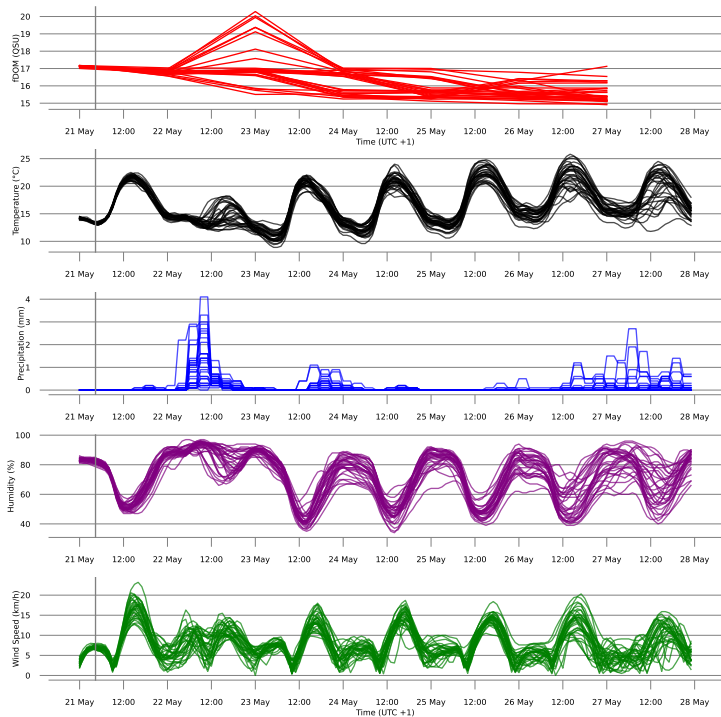 20
19
18
17
16
15
fDOM (QSU)
21 May 12:00 22 May 12:00 23 May 12:00 24 May 12:00 25 May 12:00 26 May 12:00 27 May 12:00 28 May
Time (UTC +1)
25
20
15
10
Temperature (°C)
21 May 12:00 22 May 12:00 23 May 12:00 24 May 12:00 25 May 12:00 26 May 12:00 27 May 12:00 28 May
4
3
2
1
0
Precipitation (mm)
21 May 12:00 22 May 12:00 23 May 12:00 24 May 12:00 25 May 12:00 26 May 12:00 27 May 12:00 28 May
100
80
60
40
Humidity (%)
21 May 12:00 22 May 12:00 23 May 12:00 24 May 12:00 25 May 12:00 26 May 12:00 27 May 12:00 28 May
20
15
10
5
0
Wind Speed (km/h)
21 May 12:00 22 May 12:00 23 May 12:00 24 May 12:00 25 May 12:00 26 May 12:00 27 May 12:00 28 May
Time (UTC +1)